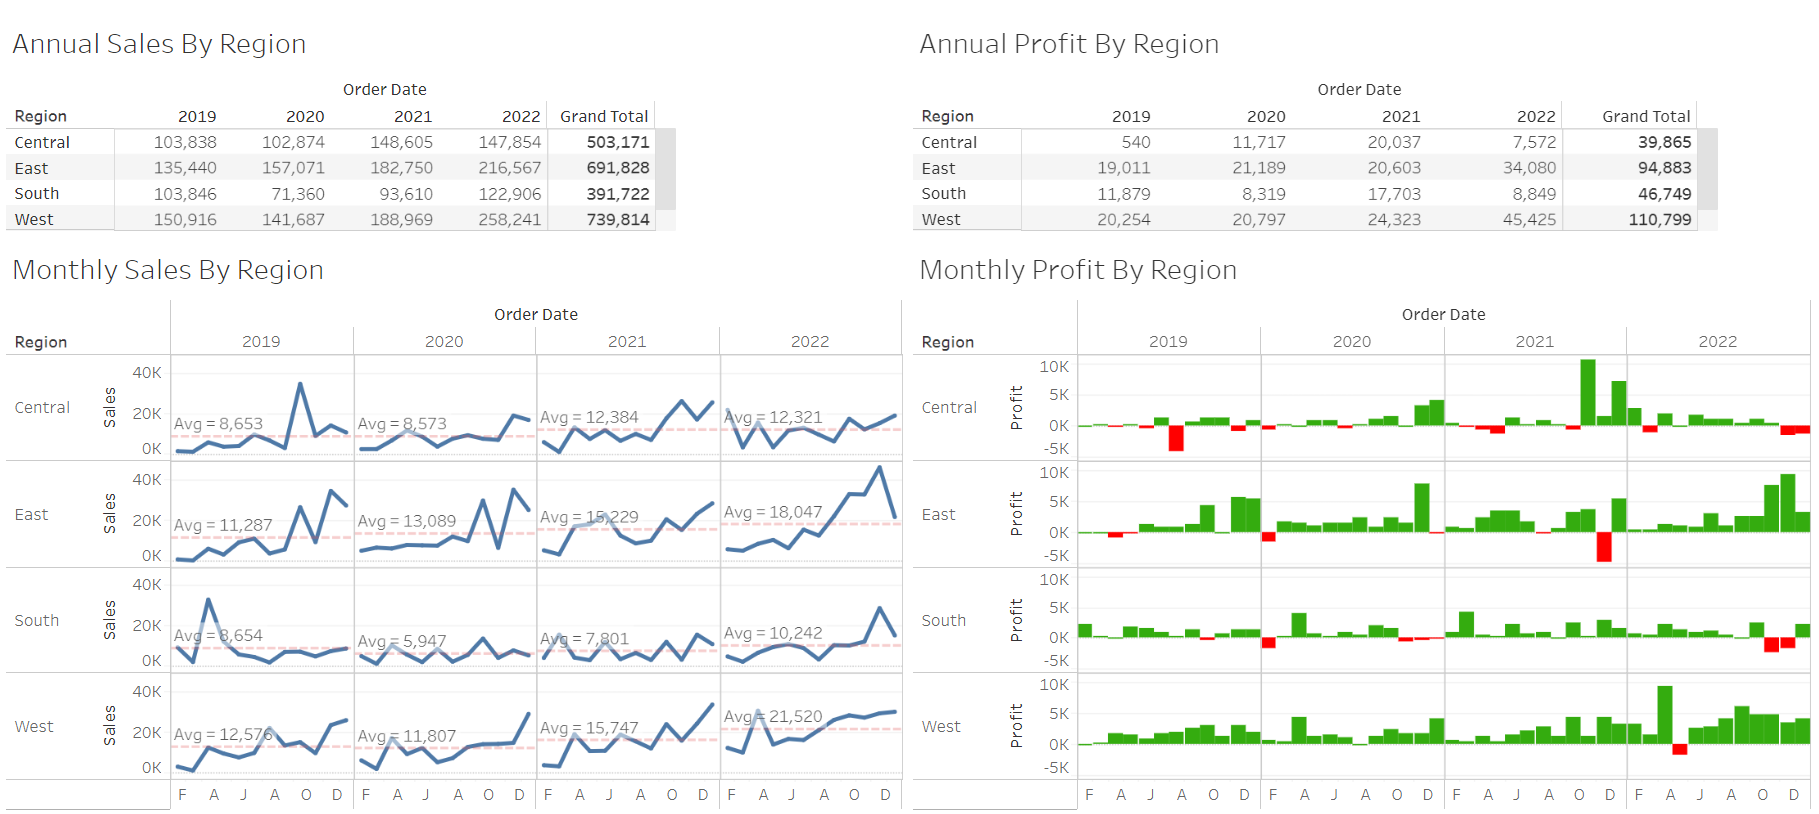 Annual Sales By Region
Order Date
Region 2019 2020 2021 2022 Grand Total
Central 103,838 102,874 148,605 147,854 503,171
East 135,440 157,071 182,750 216,567 691,828
South 103,846 71,360 93,610 122,906 391,722
West 150,916 141,687 188,969 258,241 739,814
Annual Profit By Region
Order Date
Region 2019 2020 2021 2022 Grand Total
Central 540 11,717 20,037 7,572 39,865
East 19,011 21,189 20,603 34,080 94,883
South 11,879 8,319 17,703 8,849 46,749
West 20,254 20,797 24,323 45,425 110,799
Monthly Sales By Region
Order Date
Region 2019 2020 2021 2022
Central
Sales
40K
20K
0K
Avg = 8,653 Avg = 8,573 Avg = 12,384 Avg = 12,321
East
Sales
40K
20K
0K
Avg = 11,287 Avg = 13,089 Avg = 15,229 Avg = 18,047
South
Sales
40K
20K
0K
Avg = 8,654 Avg = 5,947 Avg = 7,801 Avg = 10,242
West
Sales
40K
20K
0K
Avg = 12,576 Avg = 11,807 Avg = 15,747 Avg = 21,520
F A J A O D F A J A O D F A J A O D F A J A O D
Monthly Profit By Region
Order Date
Region 2019 2020 2021 2022
Central
Profit
10K
5K
0K
-5K
East
Profit
10K
5K
0K
-5K
South
Profit
10K
5K
0K
-5K
West
Profit
10K
5K
0K
-5K
F A J A O D F A J A O D F A J A O D F A J A O D